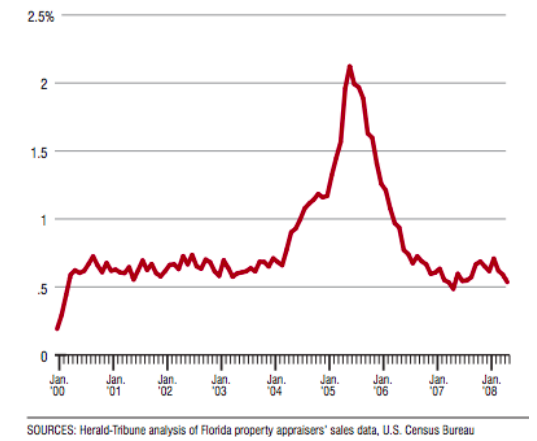 2.5%
2
1.5
1
.5
0
Jan. Jan. Jan. Jan. Jan. Jan. Jan. Jan. Jan.
'00 '01 '02 '03 '04 '05 '06 '07 '08
SOURCES: Herald-Tribune analysis of Florida property appraisers' sales data, U.S. Census Bureau